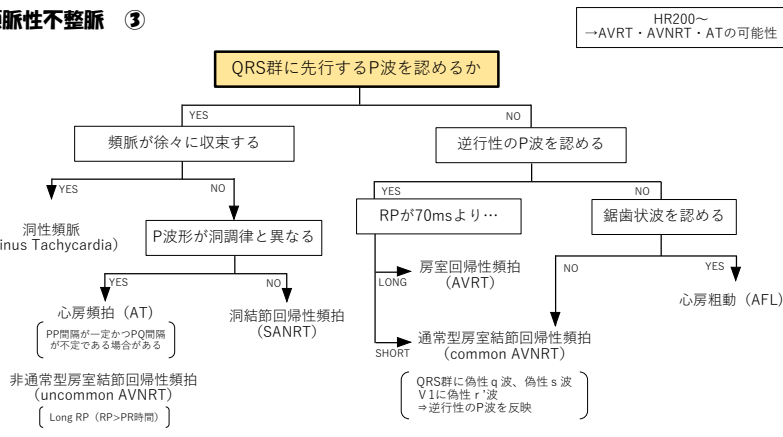 脈性不整脈 ③
HR200～
→AVRT・AVNRT・ATの可能性
QRS群に先行するP波を認めるか
YES
NO
頻脈が徐々に収束する
逆行性のP波を認める
YES
NO
YES
NO
洞性頻脈
inus Tachycardia）
P波形が洞調律と異なる
RPが70msより…
鋸歯状波を認める
YES
NO
LONG
房室回帰性頻拍
（AVRT）
NO
YES
心房頻拍（AT）
PP間隔が一定かつPQ間隔
が不定である場合がある
洞結節回帰性頻拍
（SANRT）
心房粗動（AFL）
SHORT
通常型房室結節回帰性頻拍
（common AVNRT）
非通常型房室結節回帰性頻拍
（uncommon AVNRT）
Long RP（RP>PR時間）
QRS群に偽性ｑ波、偽性ｓ波
Ｖ1に偽性ｒ’波
⇒逆行性のP波を反映